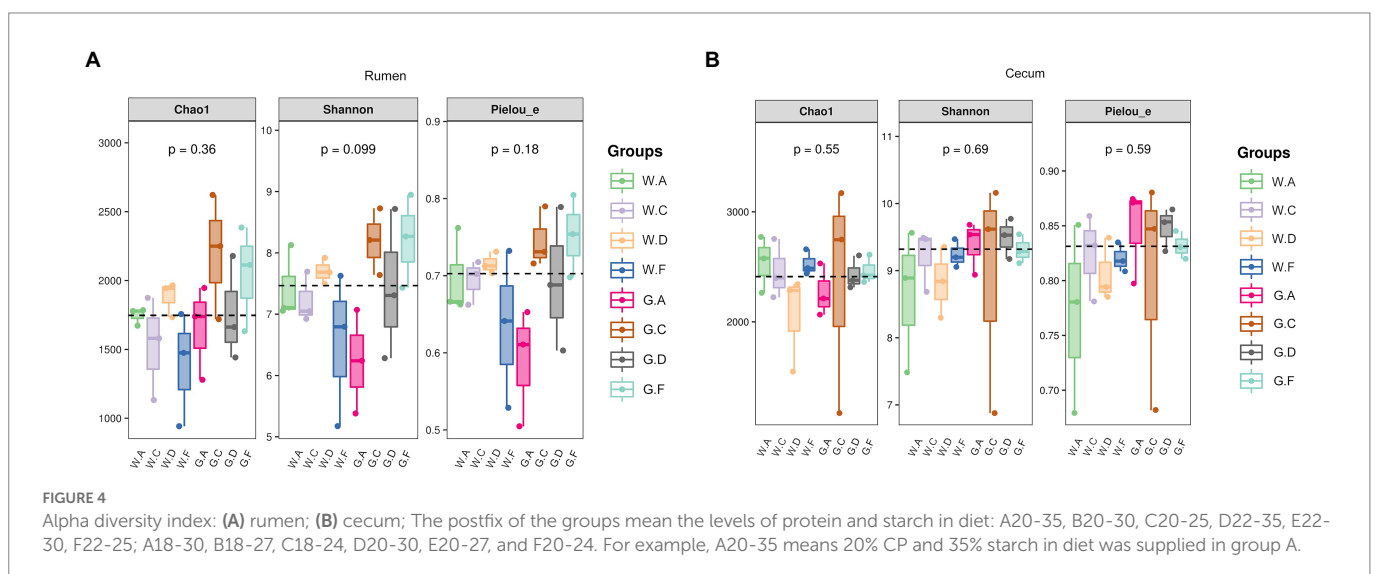 A
B
Rumen
Cecum
Chao1
Shannon
Pielou_e
p = 0.36
p = 0.099
p = 0.18
3000
2500
2000
1500
1000
10
9
8
7
6
5
0.9
0.8
0.7
0.6
0.5
W.A
W.C
W.D
W.F
G.A
G.C
G.D
G.F
W.A
W.C
W.D
W.F
G.A
G.C
G.D
G.F
W.A
W.C
W.D
W.F
G.A
G.C
G.D
G.F
Groups
W.A
W.C
W.D
W.F
G.A
G.C
G.D
G.F
Chao1
Shannon
Pielou_e
p = 0.55
p = 0.69
p = 0.59
3000
2000
11
10
9
8
7
0.90
0.85
0.80
0.75
0.70
W.A
W.C
W.D
W.F
G.A
G.C
G.D
G.F
W.A
W.C
W.D
W.F
G.A
G.C
G.D
G.F
W.A
W.C
W.D
W.F
G.A
G.C
G.D
G.F
Groups
W.A
W.C
W.D
W.F
G.A
G.C
G.D
G.F
FIGURE 4
Alpha diversity index: (A) rumen; (B) cecum; The postfix of the groups mean the levels of protein and starch in diet: A20-35, B20-30, C20-25, D22-35, E22-
30, F22-25; A18-30, B18-27, C18-24, D20-30, E20-27, and F20-24. For example, A20-35 means 20% CP and 35% starch in diet was supplied in group A.